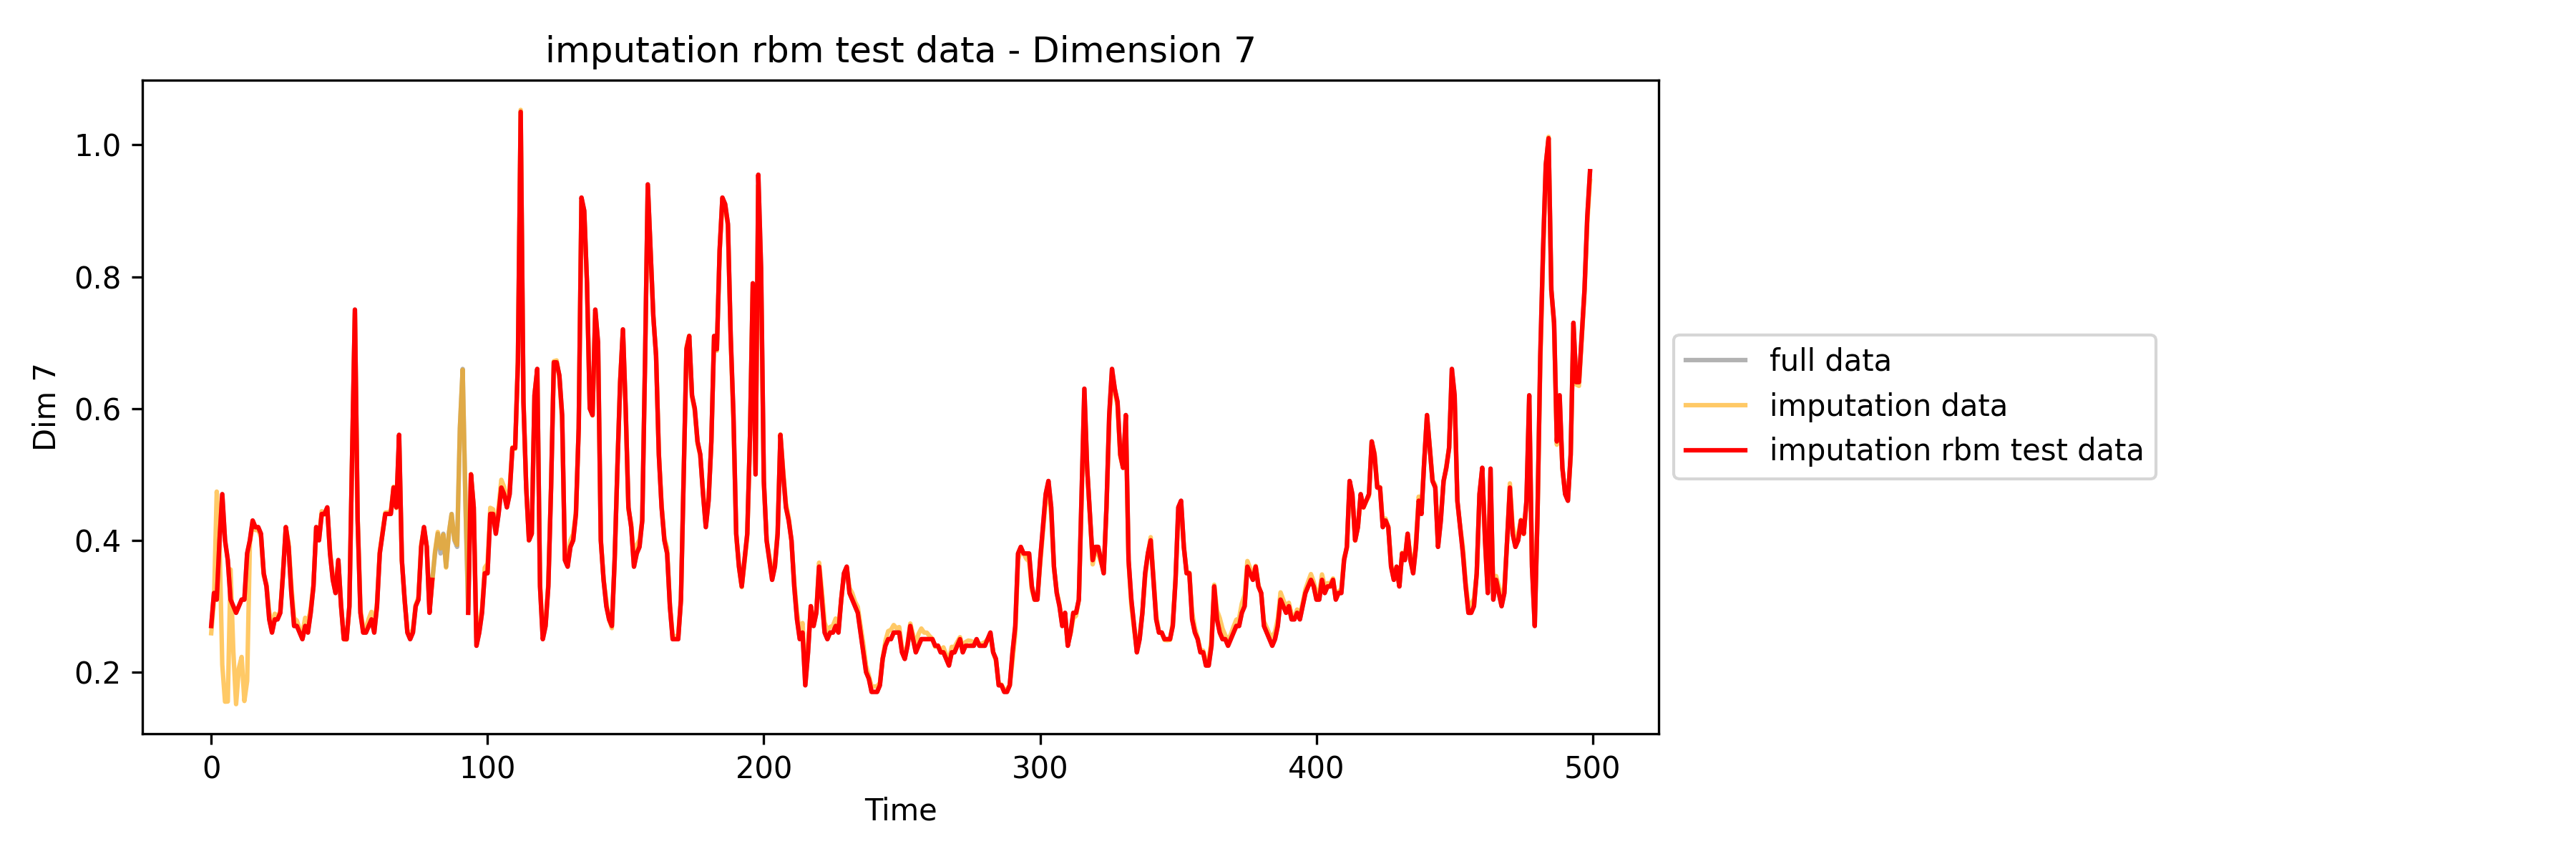 imputation rbm test data - Dimension 7
1.0
0.8
0.6
0.4
0.2
Dim 7
0 100 200 300 400 500
Time
full data
imputation data
imputation rbm test data